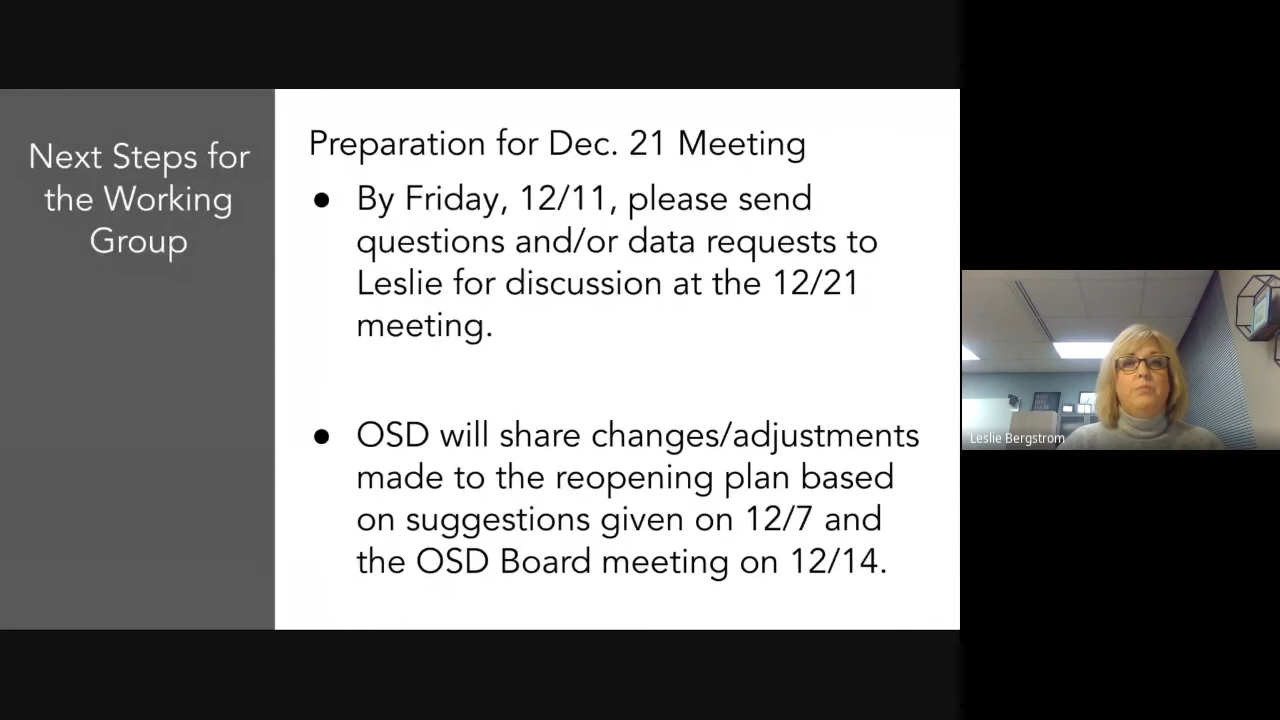 Next Steps for
the Working
Group
Preparation for Dec. 21 Meeting
● By Friday, 12/11, please send
questions and/or data requests to
Leslie for discussion at the 12/21
meeting.
● OSD will share changes/adjustments
made to the reopening plan based
on suggestions given on 12/7 and
the OSD Board meeting on 12/14.
Leslie Bergstrom